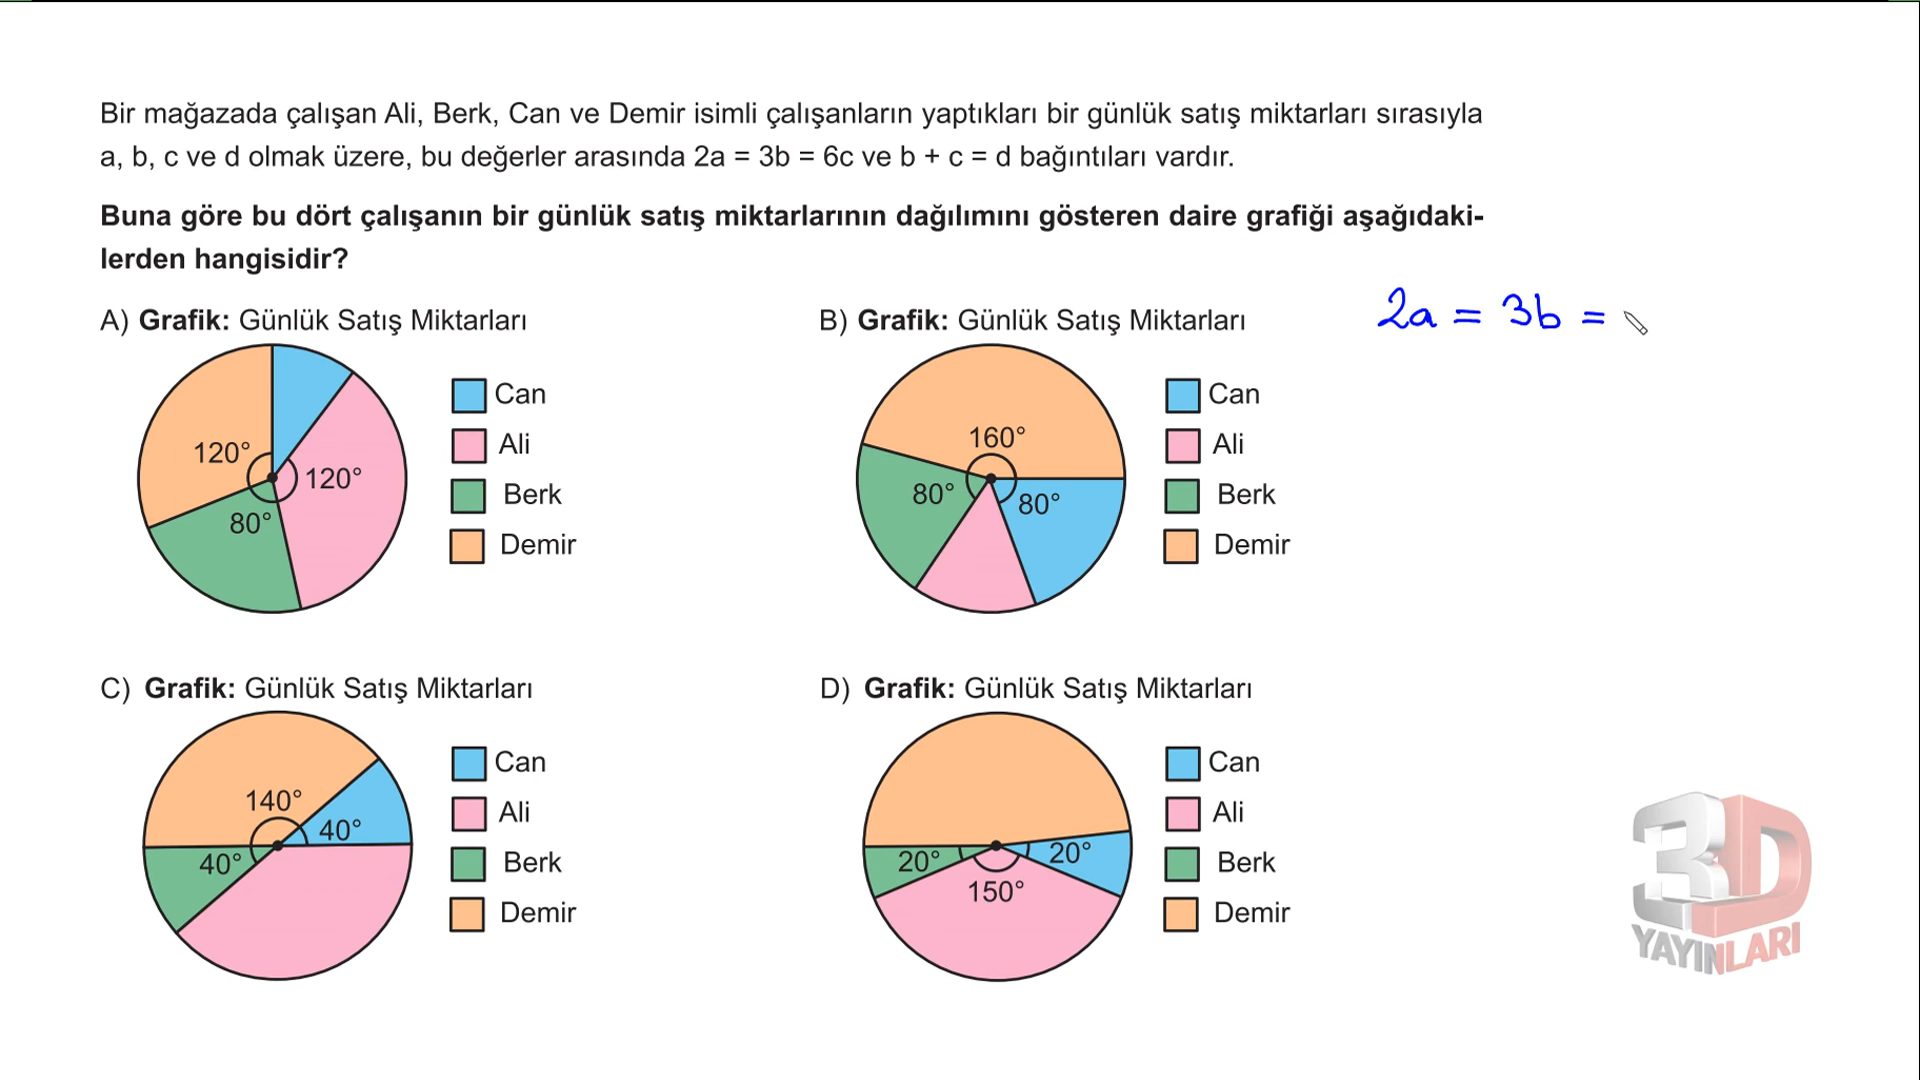 Bir mağazada çalışan Ali, Berk, Can ve Demir isimli çalışanların yaptıkları bir günlük satış miktarları sırasıyla
a, b, c ve d olmak üzere, bu değerler arasında 2a = 3b = 6c ve b + c = d bağıntıları vardır.
Buna göre bu dört çalışanın bir günlük satış miktarlarının dağılımını gösteren daire grafiği aşağıdaki-
lerden hangisidir?
A) Grafik: Günlük Satış Miktarları
120°
120°
80°
Can
Ali
Berk
Demir
B) Grafik: Günlük Satış Miktarları
160°
80°
80°
Can
Ali
Berk
Demir
2a = 3b =
C) Grafik: Günlük Satış Miktarları
140°
40°
40°
Can
Ali
Berk
Demir
D) Grafik: Günlük Satış Miktarları
20°
20°
150°
Can
Ali
Berk
Demir
3D
YAYINLARI